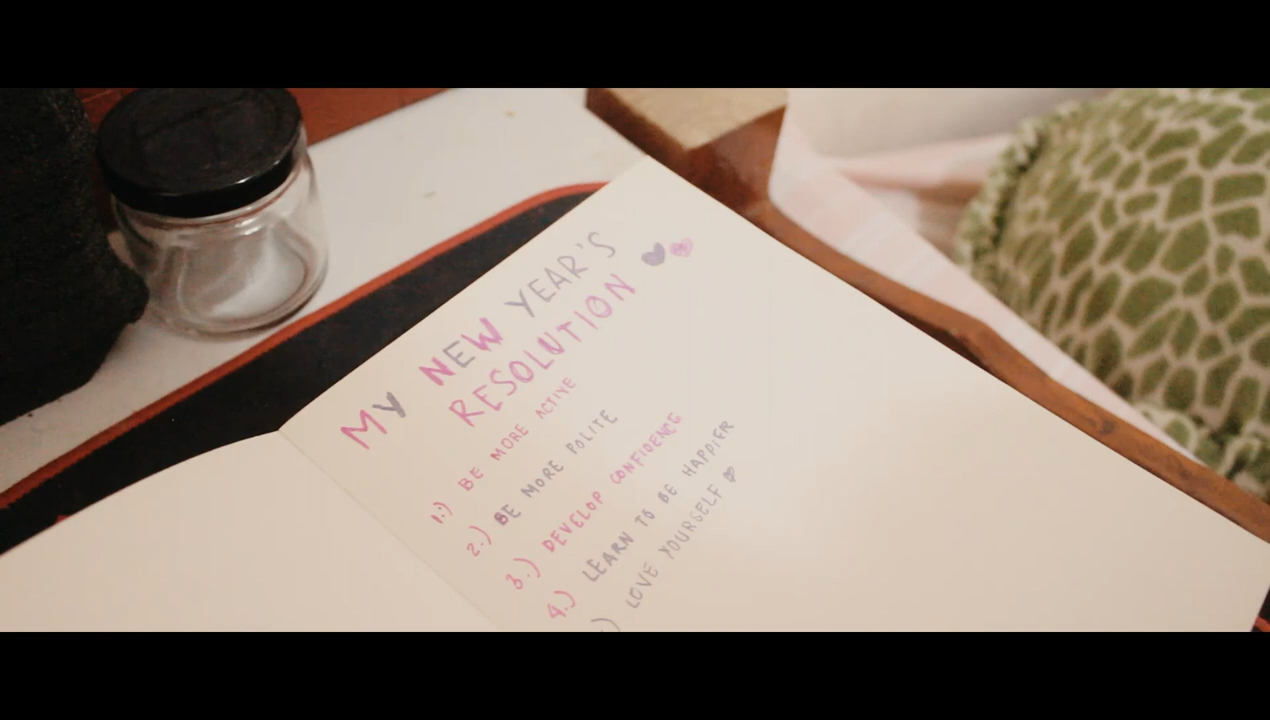 My NEW YEAR'S
RESOLUTION
1.) BE MORE ACTIVE
2.) BE MORE POLITE
3.) DEVELOP CONFIDENCE
4.) LEARN TO BE HAPPIER
) LOVE YOURSELF